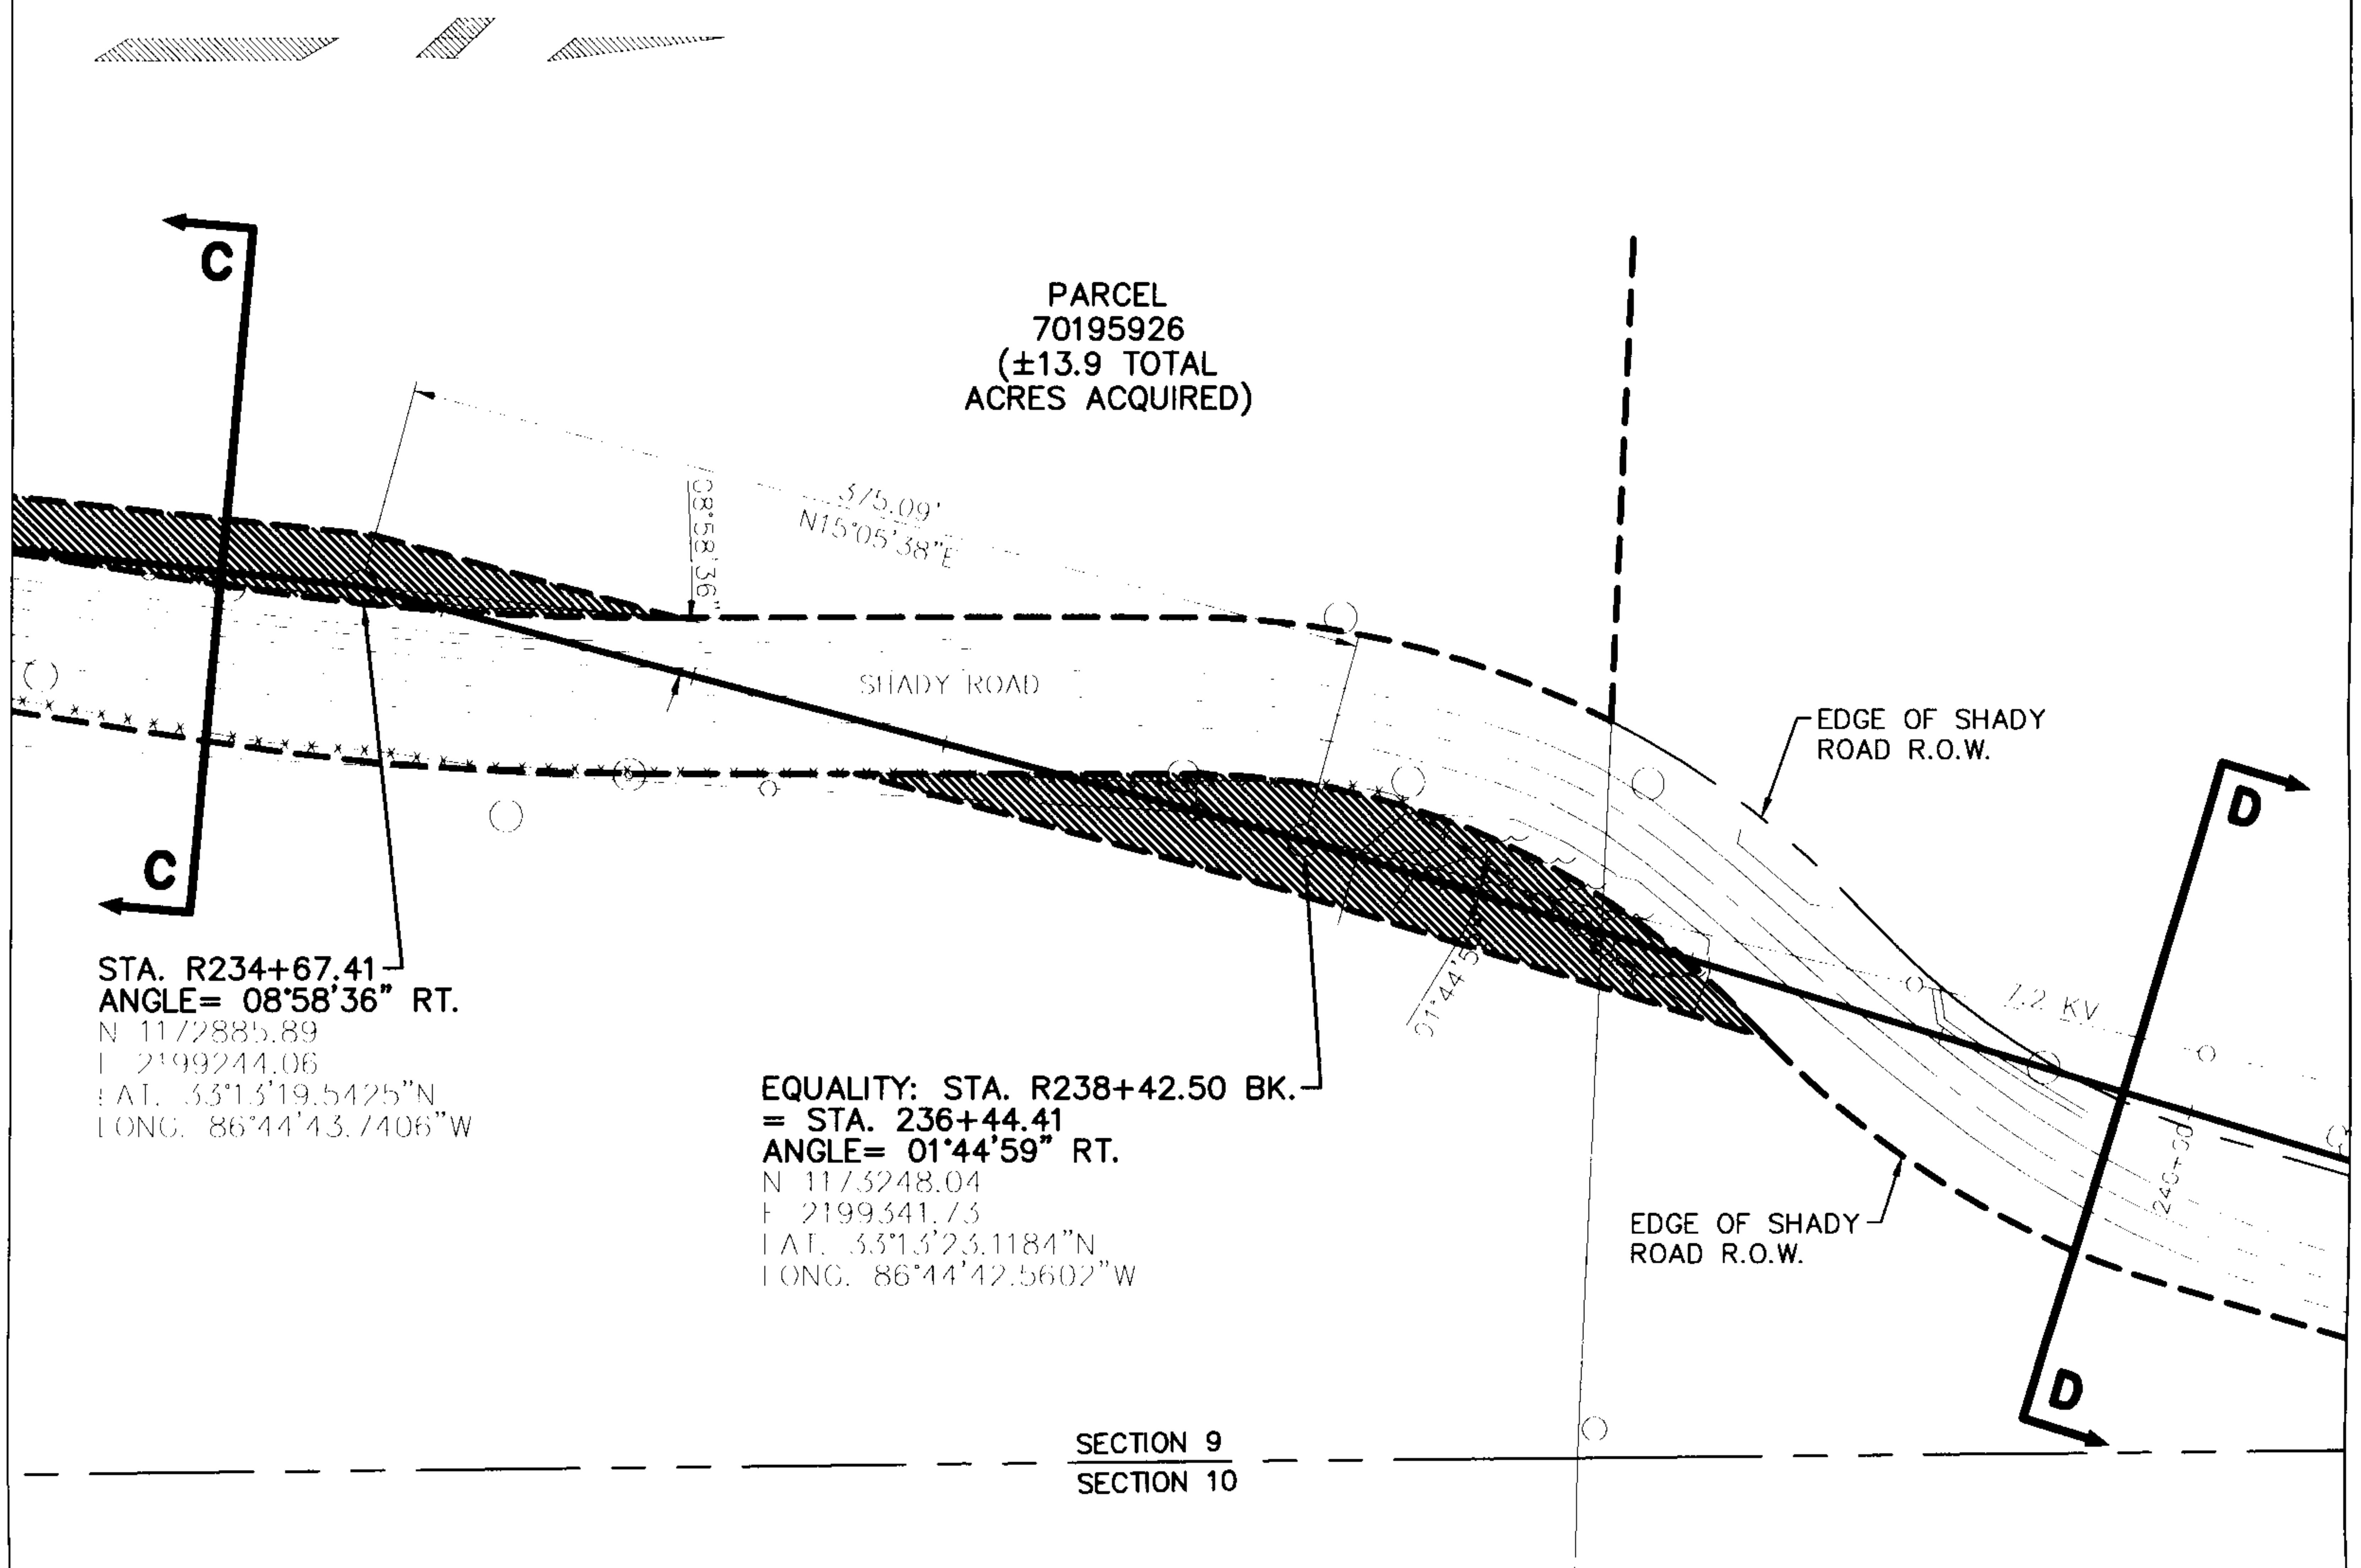 C
PARCEL
70195926
(±13.9 TOTAL
ACRES ACQUIRED)
375.09'
N15°05'38"E
08°58'36"
SHADY ROAD
EDGE OF SHADY
ROAD R.O.W.
D
C
STA. R234+67.41
ANGLE= 08°58'36" RT.
N 1172885.89
E 2199244.06
LAT. 33°13'19.5425"N
LONG. 86°44'43.7406"W
7.2 KV
EQUALITY: STA. R238+42.50 BK.
= STA. 236+44.41
ANGLE= 01°44'59" RT.
N 1173248.04
E 2199341.73
LAT. 33°13'23.1184"N
LONG. 86°44'42.5602"W
EDGE OF SHADY
ROAD R.O.W.
240+00
D
SECTION 9
SECTION 10